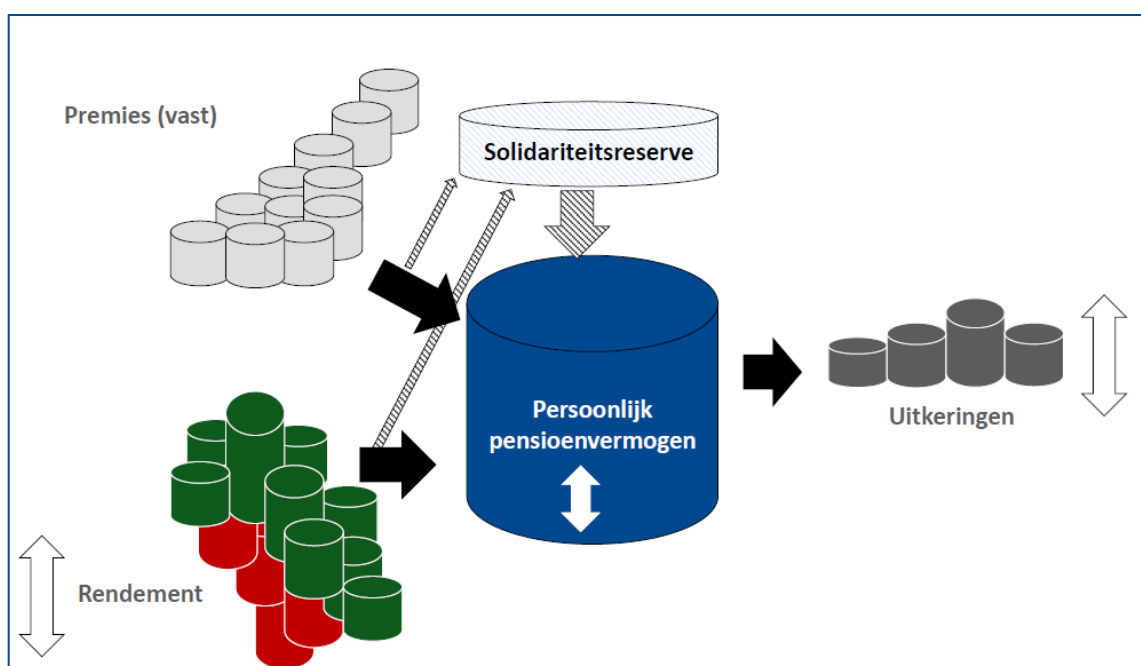 Premies (vast)
Solidariteitsreserve
Persoonlijk
pensioenvermogen
Uitkeringen
Rendement